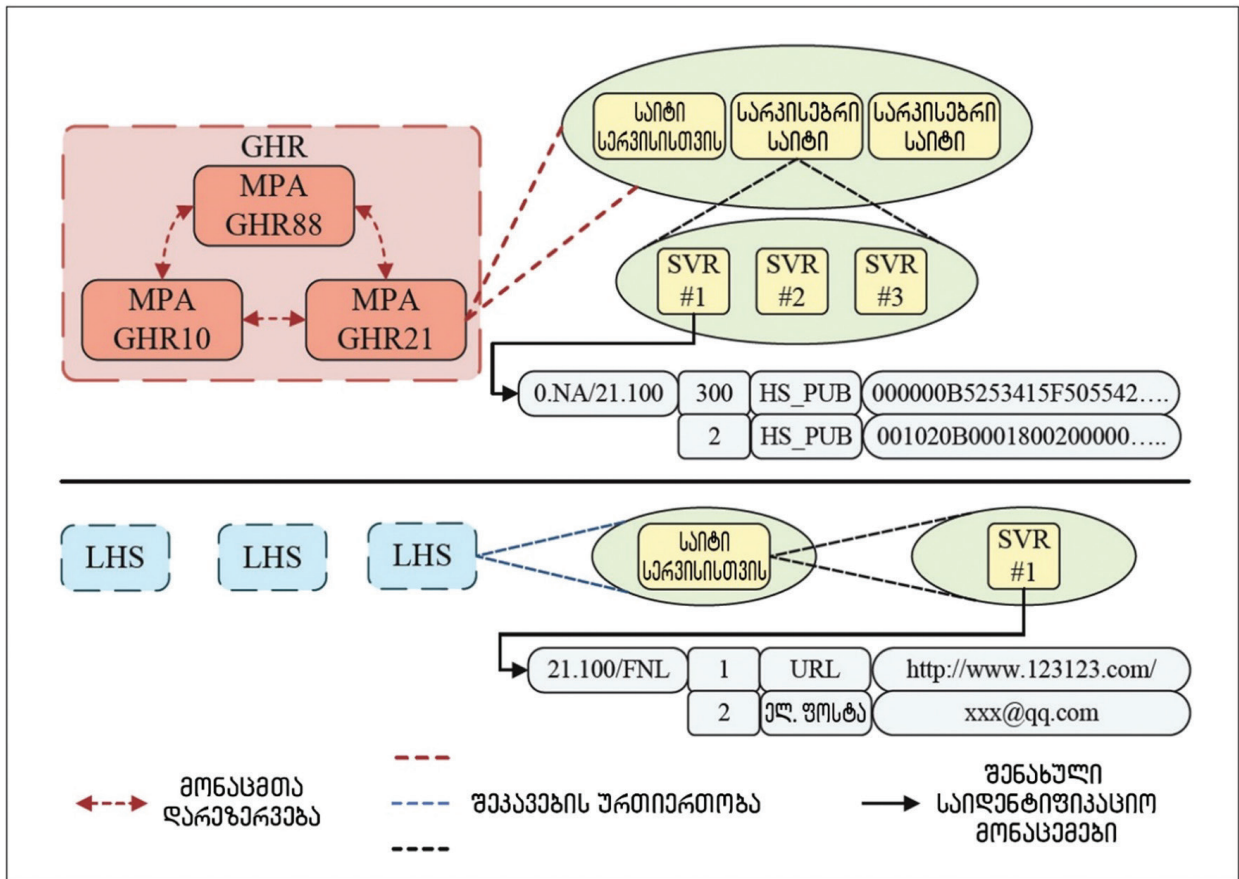 GHR
MPA
GHR88
MPA
GHR10
MPA
GHR21
საიტი
სერვისისთვის
სარკისებრი
საიტი
სარკისებრი
საიტი
SVR
#1
SVR
#2
SVR
#3
0.NA/21.100 300 HS_PUB 000000B5253415F505542....
2 HS_PUB 001020B0001800200000.....
LHS
LHS
LHS
საიტი
სერვისისთვის
SVR
#1
21.100/FNL 1 URL http://www.123123.com/
2 ელ. ფოსტა xxx@qq.com
მონაცმთა
დარეზერვება
შეკავების ურთიერთობა
შენახული
საიდენტიფიკაციო
მონაცემები